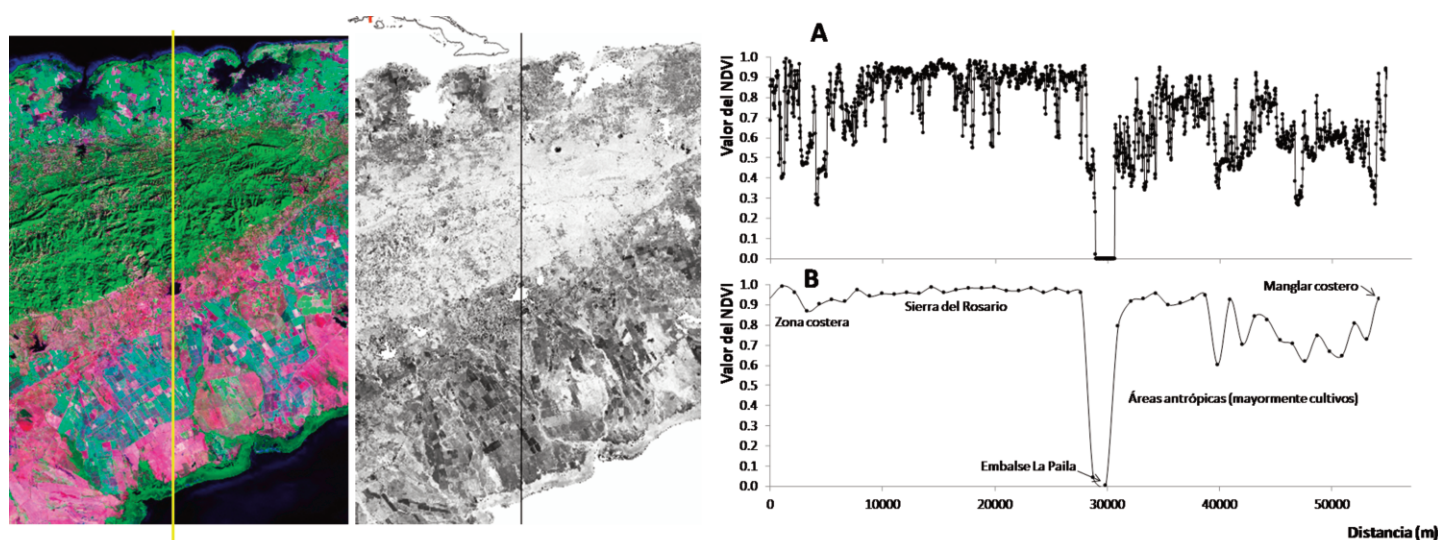 A
Valor del NDVI
1.0
0.9
0.8
0.7
0.6
0.5
0.4
0.3
0.2
0.1
0.0
B
Valor del NDVI
1.0
0.9
0.8
0.7
0.6
0.5
0.4
0.3
0.2
0.1
0.0
Zona costera
Sierra del Rosario
Manglar costero
Áreas antrópicas (mayormente cultivos)
Embalse La Paila
0 10000 20000 30000 40000 50000
Distancia (m)